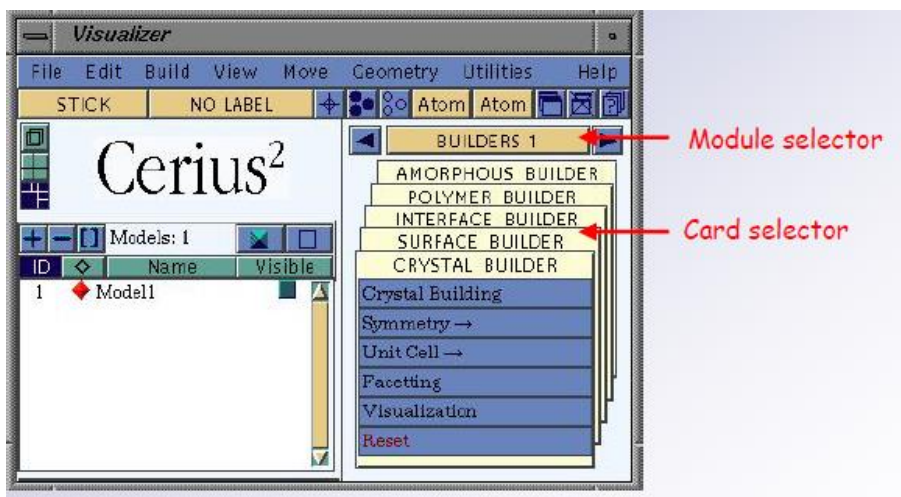 Visualizer
File Edit Build View Move Geometry Utilities Help
STICK NO LABEL Atom Atom
Cerius²
BUILDERS 1
Module selector
AMORPHOUS BUILDER
POLYMER BUILDER
INTERFACE BUILDER
SURFACE BUILDER
Card selector
CRYSTAL BUILDER
Models: 1
ID Name Visible
1 Model1
Crystal Building
Symmetry →
Unit Cell →
Facetting
Visualization
Reset